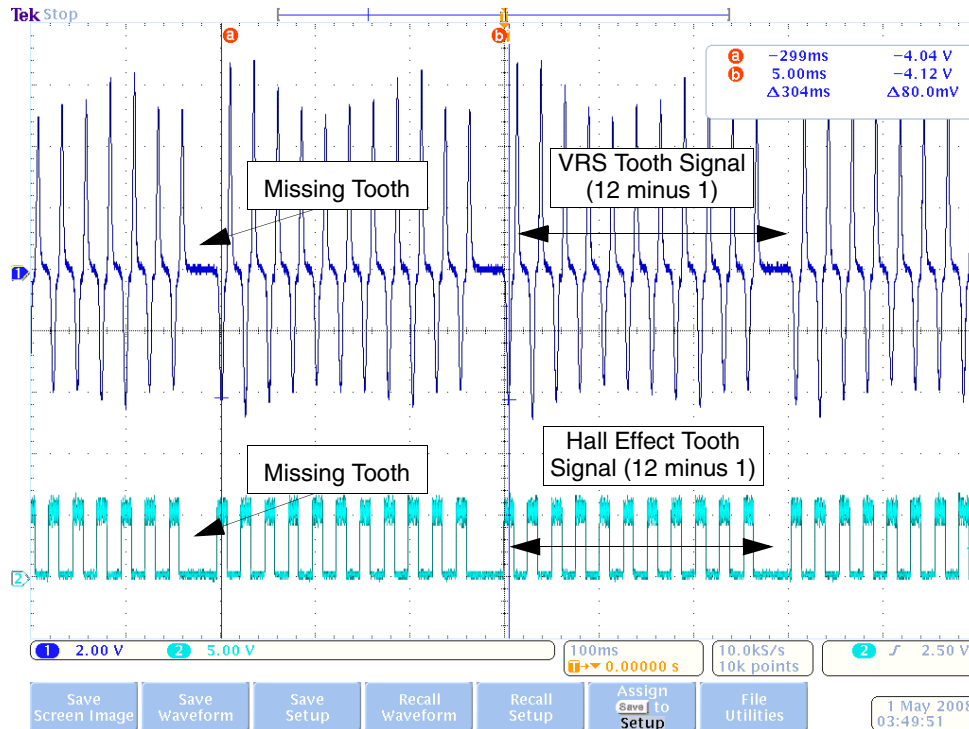 Tek Stop
T
a
b
a −299ms −4.04 V
b 5.00ms −4.12 V
Δ304ms Δ80.0mV
Missing Tooth
VRS Tooth Signal
(12 minus 1)
1
Missing Tooth
Hall Effect Tooth
Signal (12 minus 1)
2
1 2.00 V 2 5.00 V
100ms
T→▼ 0.00000 s
10.0kS/s
10k points
2 2.50 V
Save
Screen Image
Save
Waveform
Save
Setup
Recall
Waveform
Recall
Setup
Assign
Save to
Setup
File
Utilities
1 May 2008
03:49:51